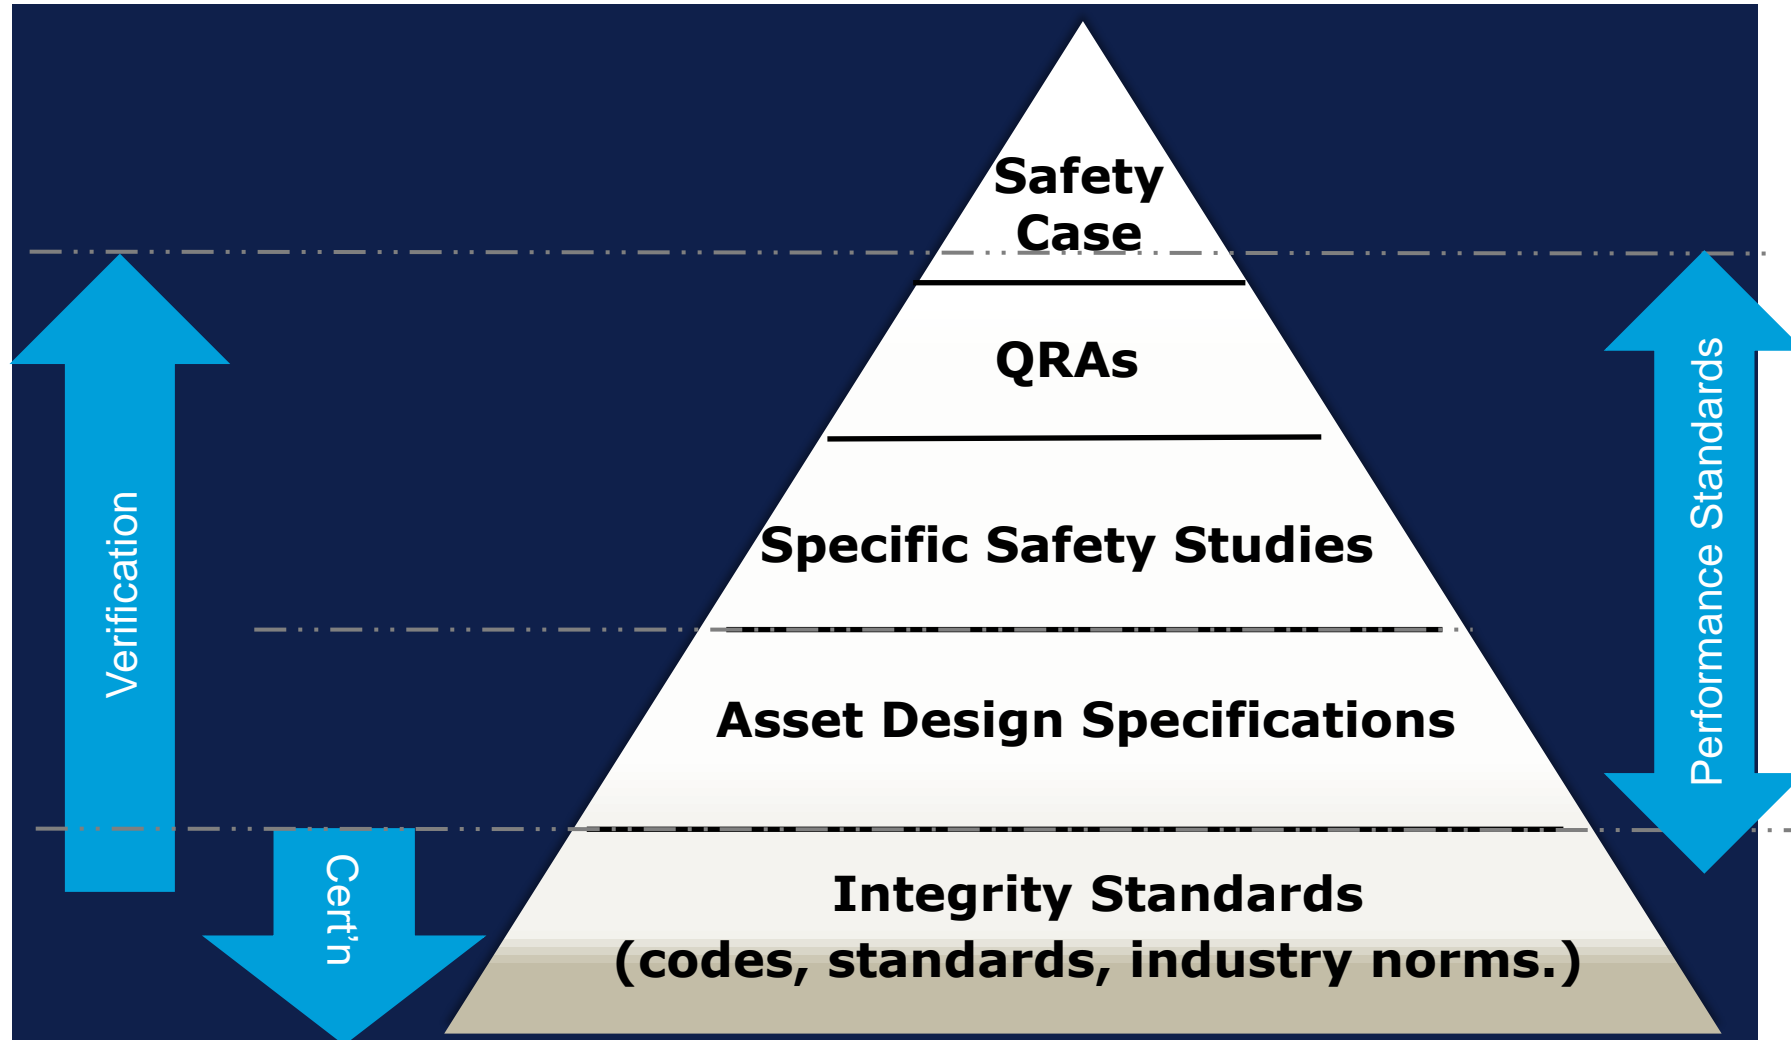 Safety
Case
QRAs
Specific Safety Studies
Asset Design Specifications
Integrity Standards
(codes, standards, industry norms.)
Verification
Cert’n
Performance Standards